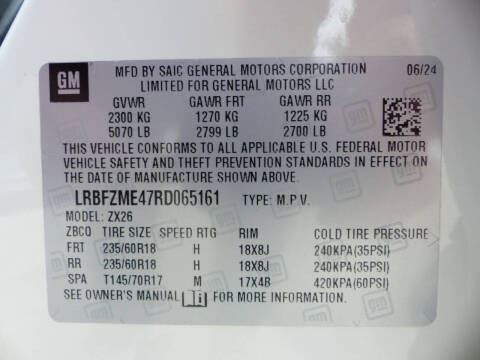 GM
MFD BY SAIC GENERAL MOTORS CORPORATION 06/24
LIMITED FOR GENERAL MOTORS LLC
GVWR GAWR FRT GAWR RR
2300 KG 1270 KG 1225 KG
5070 LB 2799 LB 2700 LB
THIS VEHICLE CONFORMS TO ALL APPLICABLE U.S. FEDERAL MOTOR
VEHICLE SAFETY AND THEFT PREVENTION STANDARDS IN EFFECT ON
THE DATE OF MANUFACTURE SHOWN ABOVE.
LRBFZME47RD065161 TYPE: M.P.V.
MODEL: ZX26
ZBCO TIRE SIZE SPEED RTG RIM COLD TIRE PRESSURE
FRT 235/60R18 H 18X8J 240KPA(35PSI)
RR 235/60R18 H 18X8J 240KPA(35PSI)
SPA T145/70R17 M 17X4B 420KPA(60PSI)
SEE OWNER'S MANUAL i FOR MORE INFORMATION.